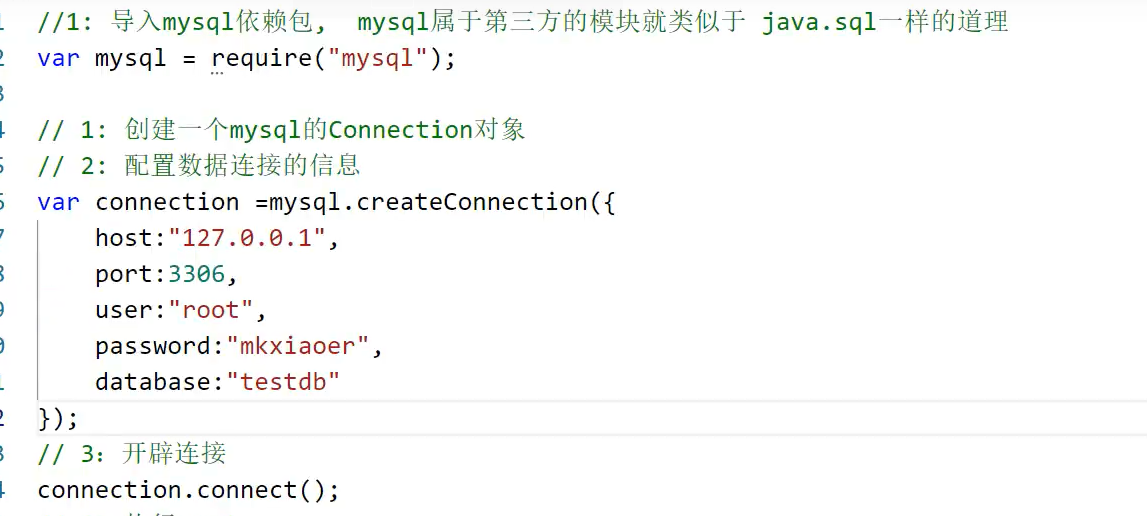 //1: 导入mysql依赖包, mysql属于第三方的模块就类似于 java.sql一样的道理
var mysql = require("mysql");
// 1: 创建一个mysql的Connection对象
// 2: 配置数据连接的信息
var connection =mysql.createConnection({
host:"127.0.0.1",
port:3306,
user:"root",
password:"mkxiaoer",
database:"testdb"
});
// 3：开辟连接
connection.connect();